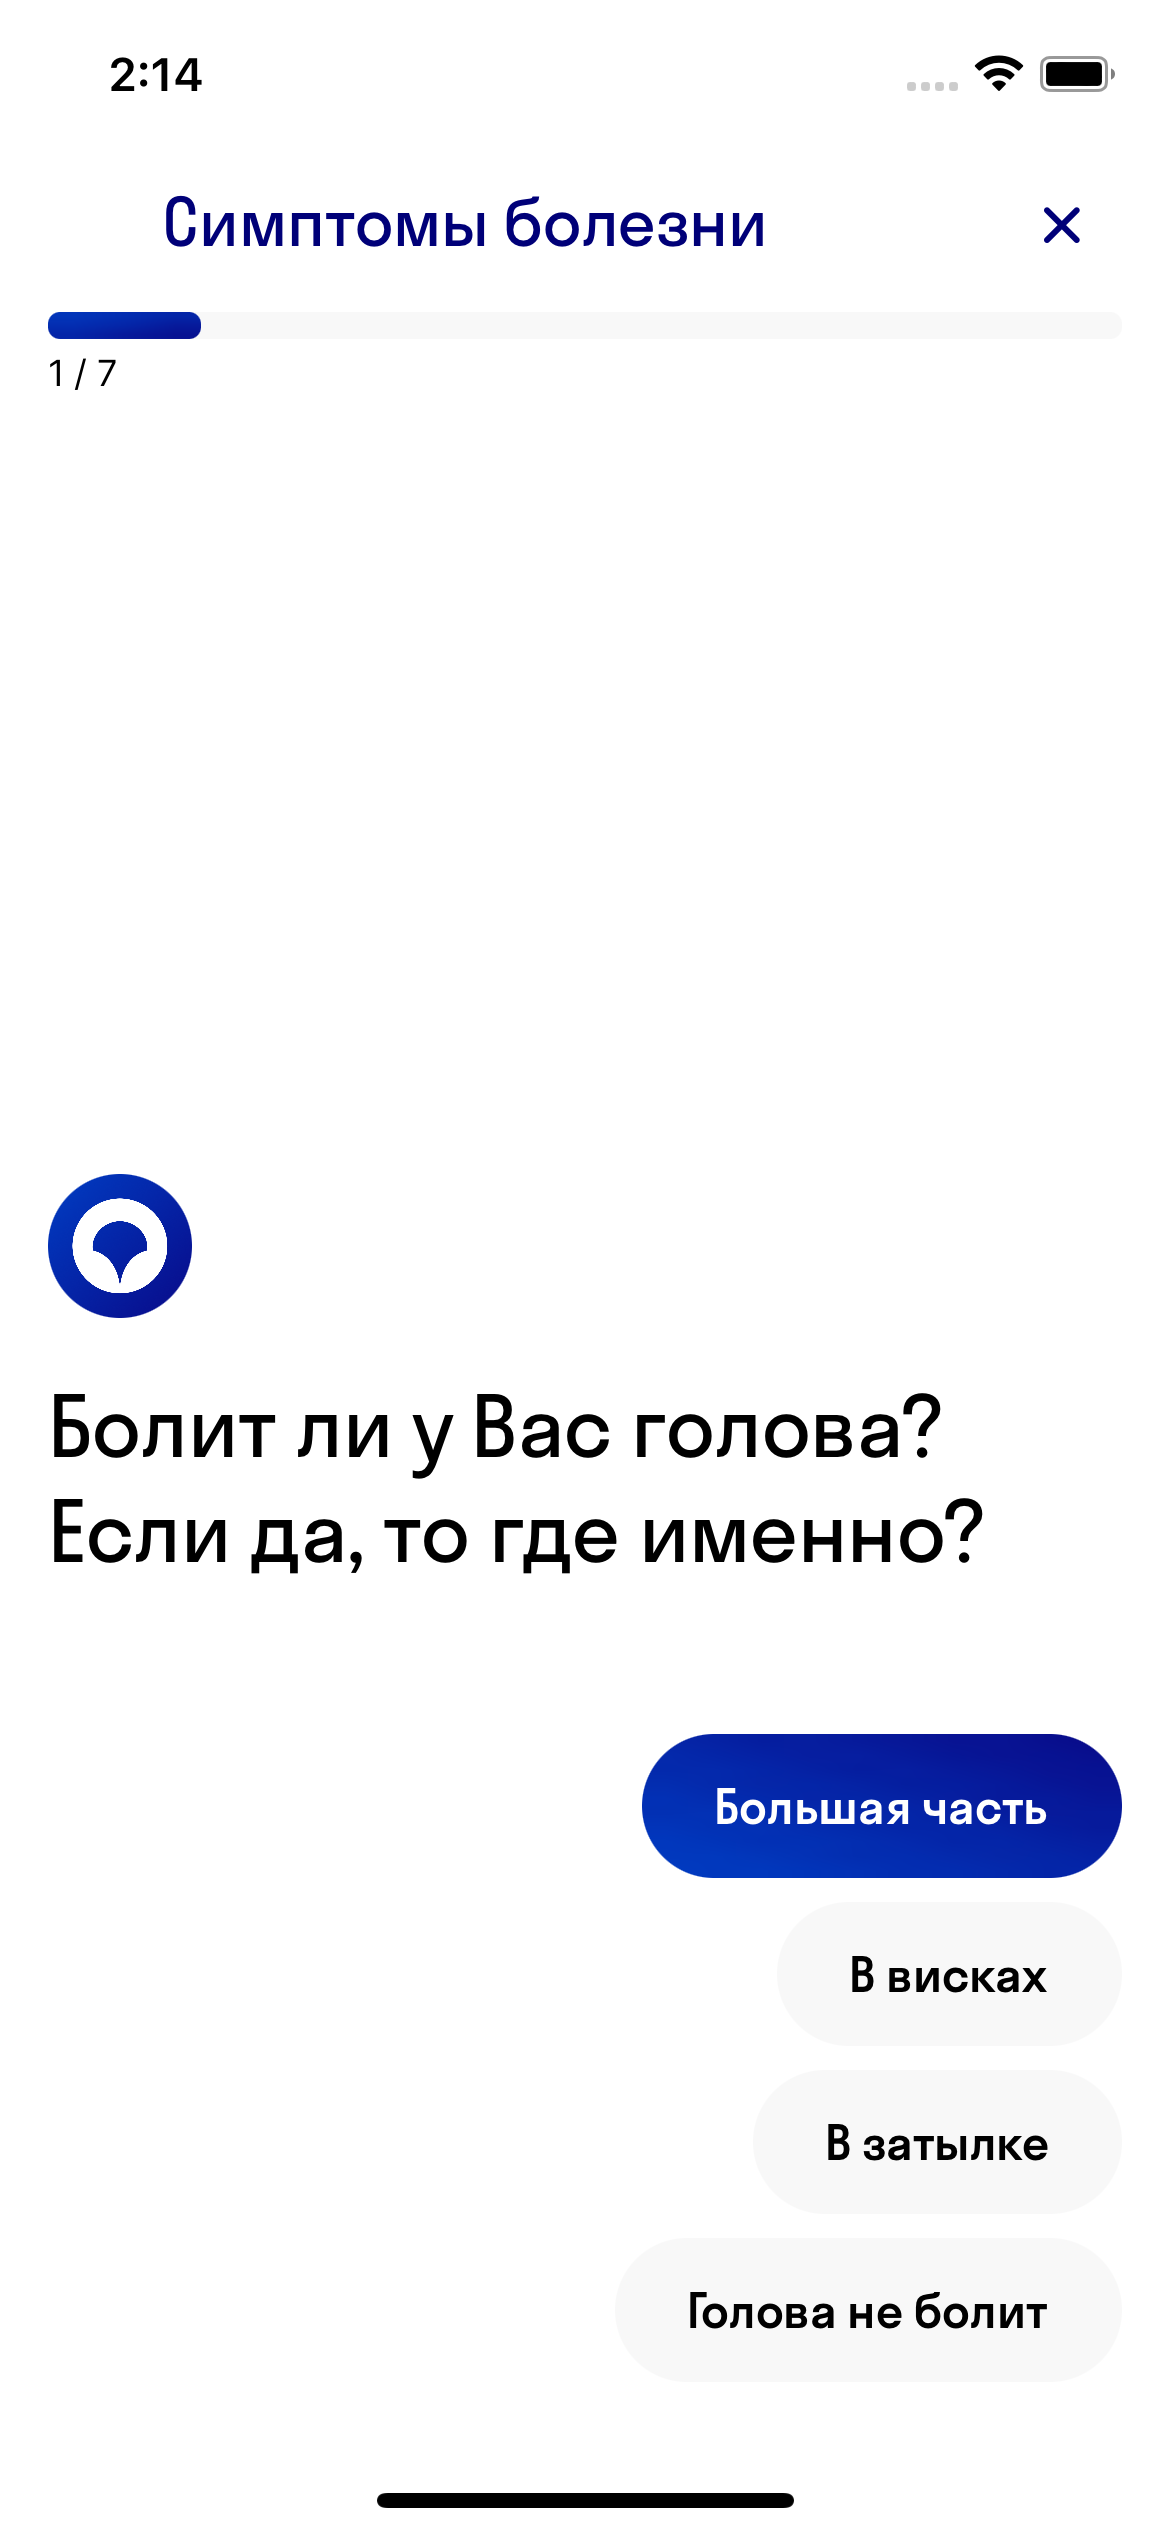 2:14
Симптомы болезни
1 / 7
Болит ли у Вас голова?
Если да, то где именно?
Большая часть
В висках
В затылке
Голова не болит